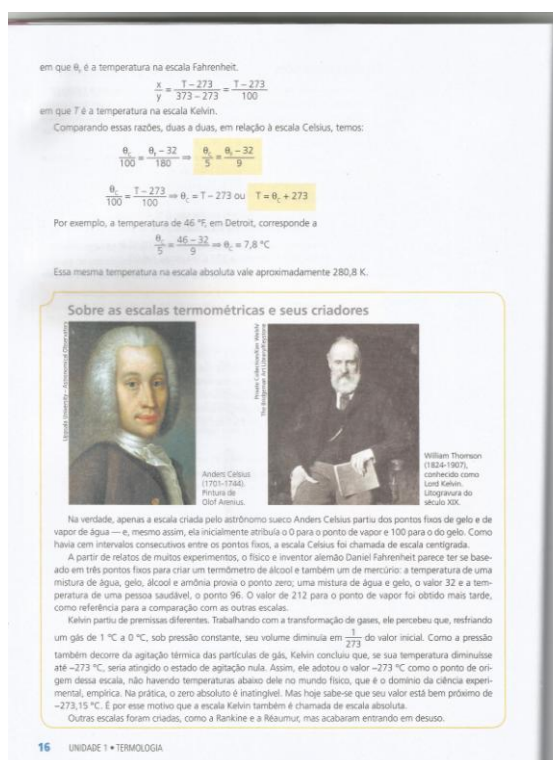 em que θF é a temperatura na escala Fahrenheit.
x/y = T – 273/373 – 273 = T – 273/100
em que T é a temperatura na escala Kelvin.
Comparando essas razões, duas a duas, em relação à escala Celsius, temos:
θC/100 = θF – 32/180 ⇒ θC/5 = θF – 32/9
θC/100 = T – 273/100 ⇒ θC = T – 273 ou T = θC + 273
Por exemplo, a temperatura de 46 °F, em Detroit, corresponde a
θC/5 = 46 – 32/9 ⇒ θC = 7,8 °C
Essa mesma temperatura na escala absoluta vale aproximadamente 280,8 K.
Sobre as escalas termométricas e seus criadores
Uppsala University - Astronomical Observatory
Private Collection/Ken Welsh/
The Bridgeman Art Library/Keystone
Anders Celsius
(1701-1744).
Pintura de
Olof Arenius.
William Thomson
(1824-1907),
conhecido como
Lord Kelvin.
Litogravura do
século XIX.
Na verdade, apenas a escala criada pelo astrônomo sueco Anders Celsius partiu dos pontos fixos de gelo e de
vapor de água — e, mesmo assim, ela inicialmente atribuía o 0 para o ponto de vapor e 100 para o do gelo. Como
havia cem intervalos consecutivos entre os pontos fixos, a escala Celsius foi chamada de escala centígrada.
A partir de relatos de muitos experimentos, o físico e inventor alemão Daniel Fahrenheit parece ter se base-
ado em três pontos fixos para criar um termômetro de álcool e também um de mercúrio: a temperatura de uma
mistura de água, gelo, álcool e amônia provia o ponto zero; uma mistura de água e gelo, o valor 32 e a tem-
peratura de uma pessoa saudável, o ponto 96. O valor de 212 para o ponto de vapor foi obtido mais tarde,
como referência para a comparação com as outras escalas.
Kelvin partiu de premissas diferentes. Trabalhando com a transformação de gases, ele percebeu que, resfriando
um gás de 1 °C a 0 °C, sob pressão constante, seu volume diminuía em 1/273 do valor inicial. Como a pressão
também decorre da agitação térmica das partículas de gás, Kelvin concluiu que, se sua temperatura diminuísse
até –273 °C, seria atingido o estado de agitação nula. Assim, ele adotou o valor –273 °C como o ponto de ori-
gem dessa escala, não havendo temperaturas abaixo dele no mundo físico, que é o domínio da ciência experi-
mental, empírica. Na prática, o zero absoluto é inatingível. Mas hoje sabe-se que seu valor está bem próximo de
–273,15 °C. É por esse motivo que a escala Kelvin também é chamada de escala absoluta.
Outras escalas foram criadas, como a Rankine e a Réaumur, mas acabaram entrando em desuso.
16 UNIDADE 1 • TERMOLOGIA